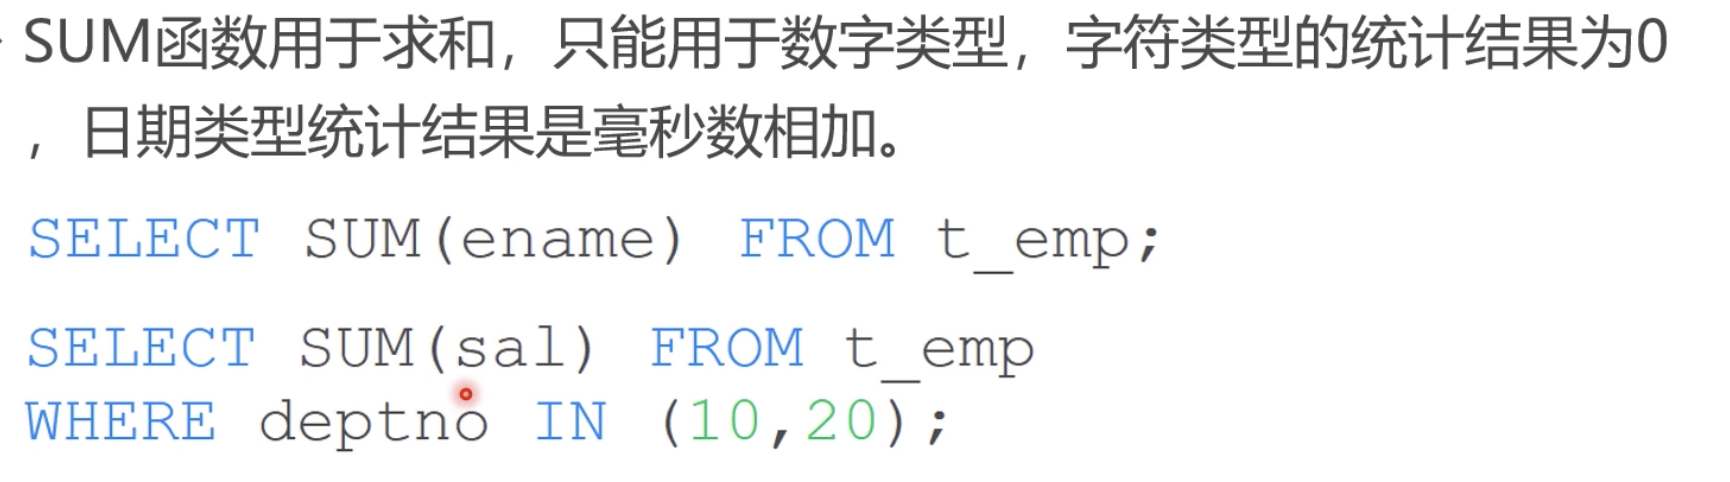 SUM函数用于求和，只能用于数字类型，字符类型的统计结果为0
，日期类型统计结果是毫秒数相加。
SELECT SUM(ename) FROM t_emp;
SELECT SUM(sal) FROM t_emp
WHERE deptno IN (10,20);